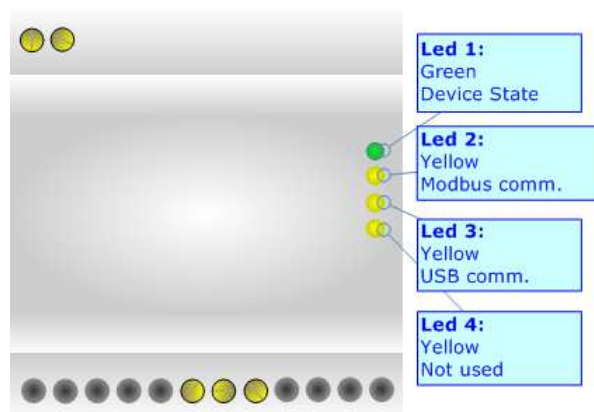 Led 1:
Green
Device State
Led 2:
Yellow
Modbus comm.
Led 3:
Yellow
USB comm.
Led 4:
Yellow
Not used